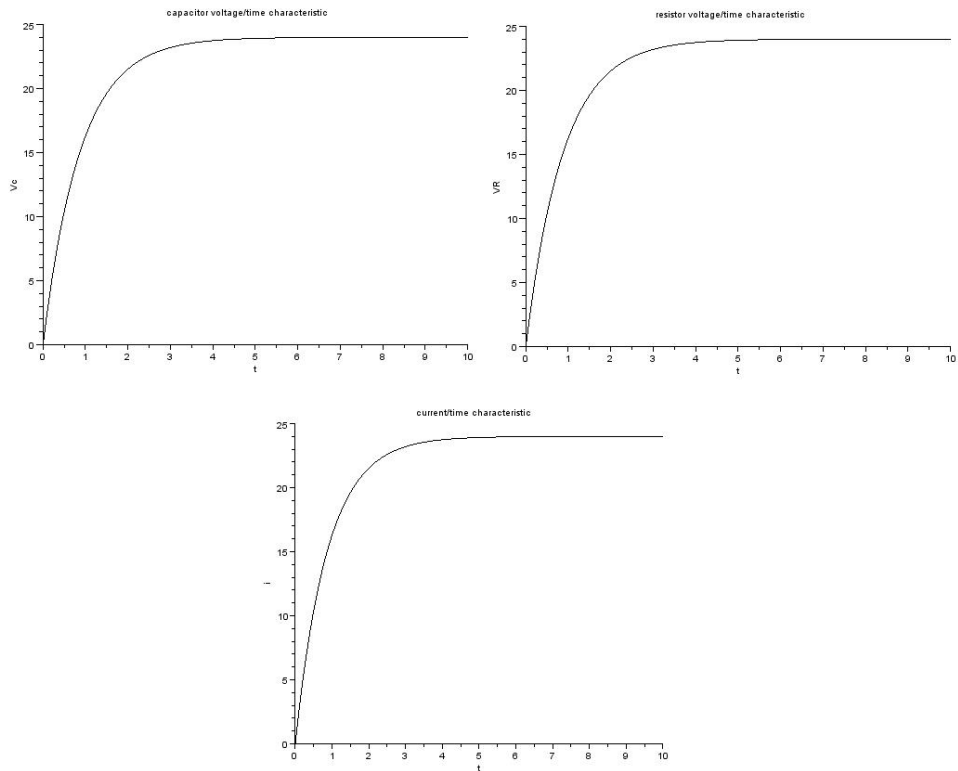 capacitor voltage/time characteristic
25
20
15
10
5
0
Vc
0 1 2 3 4 5 6 7 8 9 10
t
resistor voltage/time characteristic
25
20
15
10
5
0
VR
0 1 2 3 4 5 6 7 8 9 10
t
current/time characteristic
25
20
15
10
5
0
i
0 1 2 3 4 5 6 7 8 9 10
t